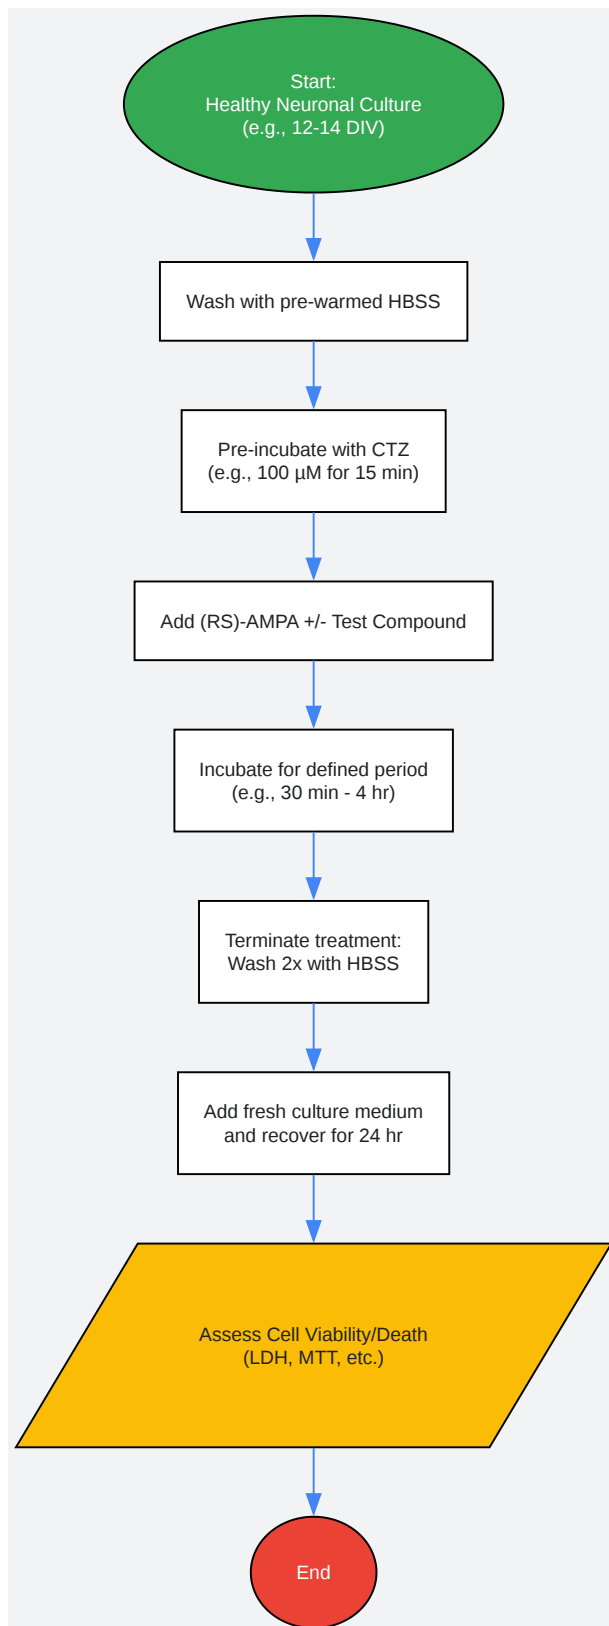 Start:
Healthy Neuronal Culture
(e.g., 12-14 DIV)
Wash with pre-warmed HBSS
Pre-incubate with CTZ
(e.g., 100 µM for 15 min)
Add (RS)-AMPA +/- Test Compound
Incubate for defined period
(e.g., 30 min - 4 hr)
Terminate treatment:
Wash 2x with HBSS
Add fresh culture medium
and recover for 24 hr
Assess Cell Viability/Death
(LDH, MTT, etc.)
End